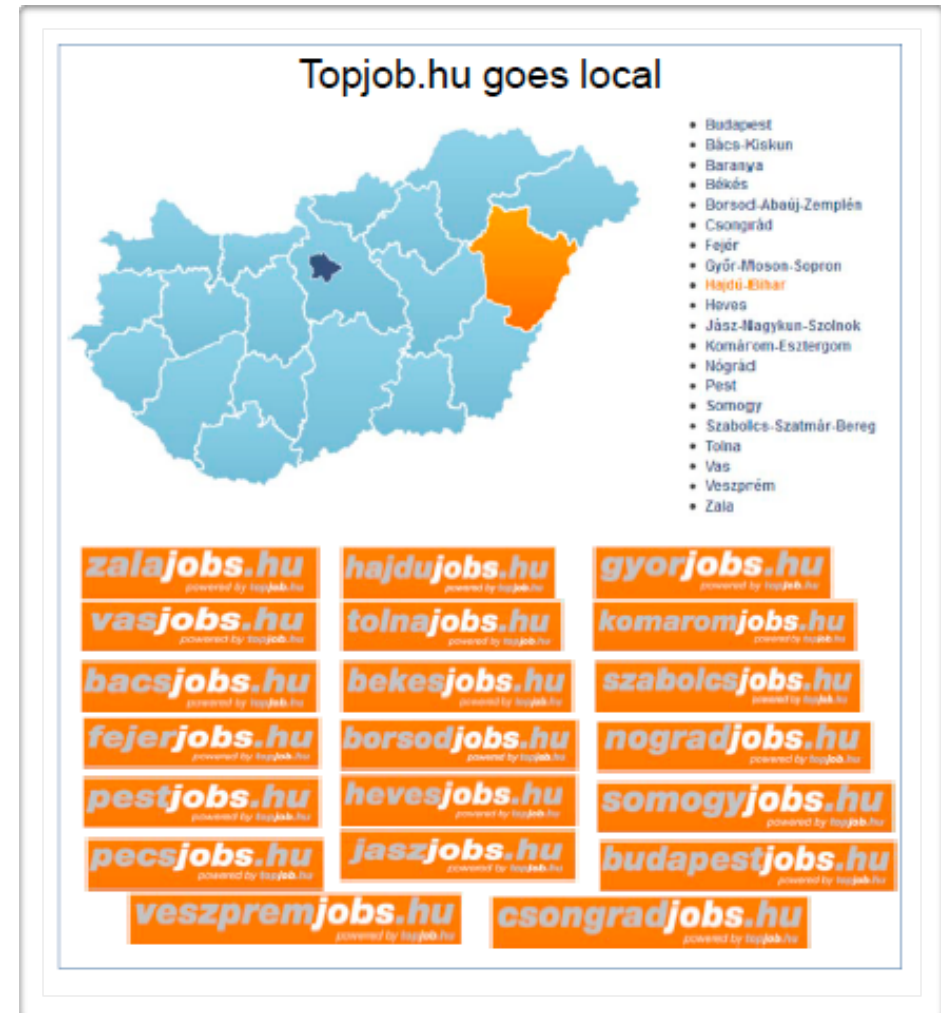 Topjob.hu goes local
Budapest
Bács-Kiskun
Baranya
Békés
Borsod-Abaúj-Zemplén
Csongrád
Fejér
Győr-Moson-Sopron
Hajdú-Bihar
Heves
Jász-Nagykun-Szolnok
Komárom-Esztergom
Nógrád
Pest
Somogy
Szabolcs-Szatmár-Bereg
Tolna
Vas
Veszprém
Zala
zalajobs.hu
powered by topjob.hu
hajdujobs.hu
powered by topjob.hu
gyorjobs.hu
powered by topjob.hu
vasjobs.hu
powered by topjob.hu
tolnajobs.hu
powered by topjob.hu
komaromjobs.hu
powered by topjob.hu
bacsjobs.hu
powered by topjob.hu
bekesjobs.hu
powered by topjob.hu
szabolcsjobs.hu
powered by topjob.hu
fejerjobs.hu
powered by topjob.hu
borsodjobs.hu
powered by topjob.hu
nogradjobs.hu
powered by topjob.hu
pestjobs.hu
powered by topjob.hu
hevesjobs.hu
powered by topjob.hu
somogyjobs.hu
powered by topjob.hu
pecsjobs.hu
powered by topjob.hu
jaszjobs.hu
powered by topjob.hu
budapestjobs.hu
powered by topjob.hu
veszpremjobs.hu
powered by topjob.hu
csongradjobs.hu
powered by topjob.hu